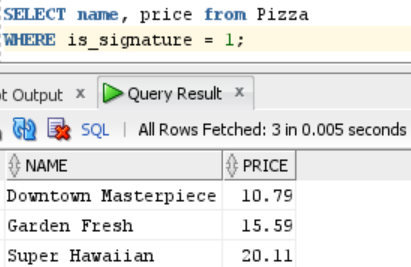 SELECT name, price from Pizza
WHERE is_signature = 1;
t Output × Query Result ×
SQL | All Rows Fetched: 3 in 0.005 seconds
NAME PRICE
Downtown Masterpiece 10.79
Garden Fresh 15.59
Super Hawaiian 20.11